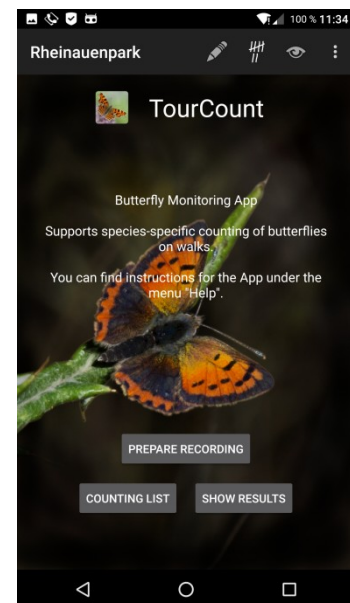 100 % 11:34
Rheinauenpark
TourCount
Butterfly Monitoring App
Supports species-specific counting of butterflies
on walks.
You can find instructions for the App under the
menu "Help".
PREPARE RECORDING
COUNTING LIST SHOW RESULTS